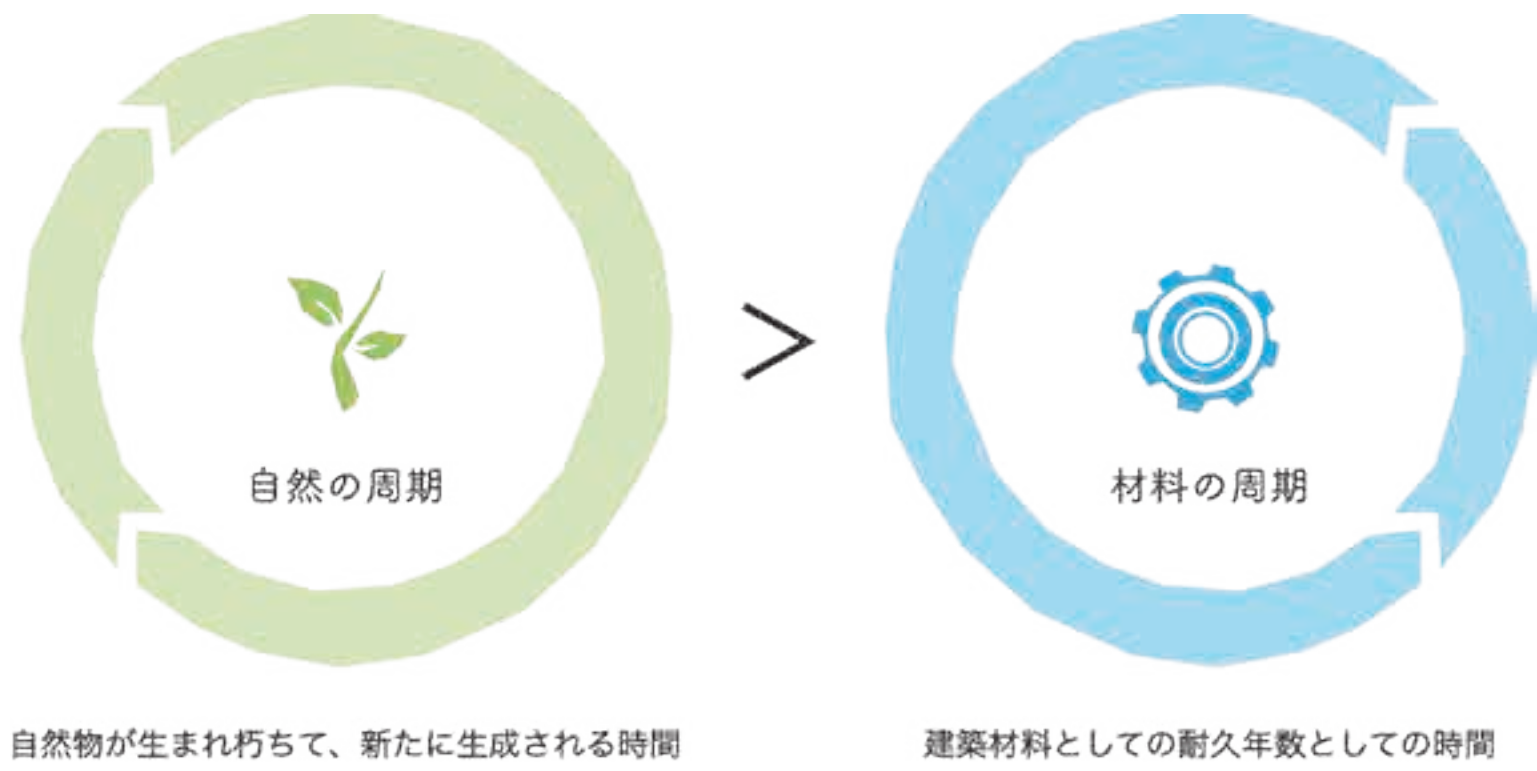 自然の周期
>
材料の周期
自然物が生まれ朽ちて、新たに生成される時間
建築材料としての耐久年数としての時間